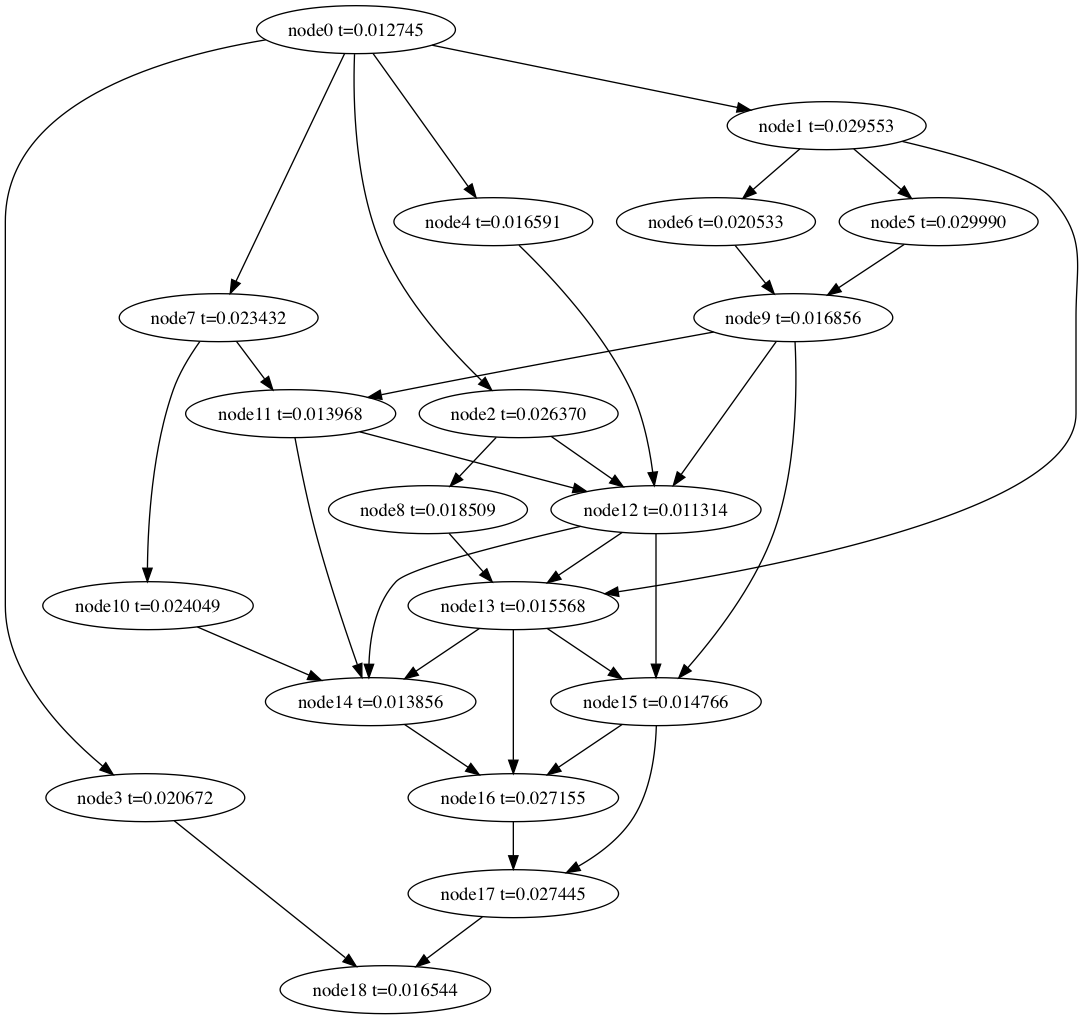 node0 t=0.012745
node1 t=0.029553
node4 t=0.016591
node6 t=0.020533
node5 t=0.029990
node7 t=0.023432
node9 t=0.016856
node11 t=0.013968
node2 t=0.026370
node8 t=0.018509
node12 t=0.011314
node10 t=0.024049
node13 t=0.015568
node14 t=0.013856
node15 t=0.014766
node3 t=0.020672
node16 t=0.027155
node17 t=0.027445
node18 t=0.016544